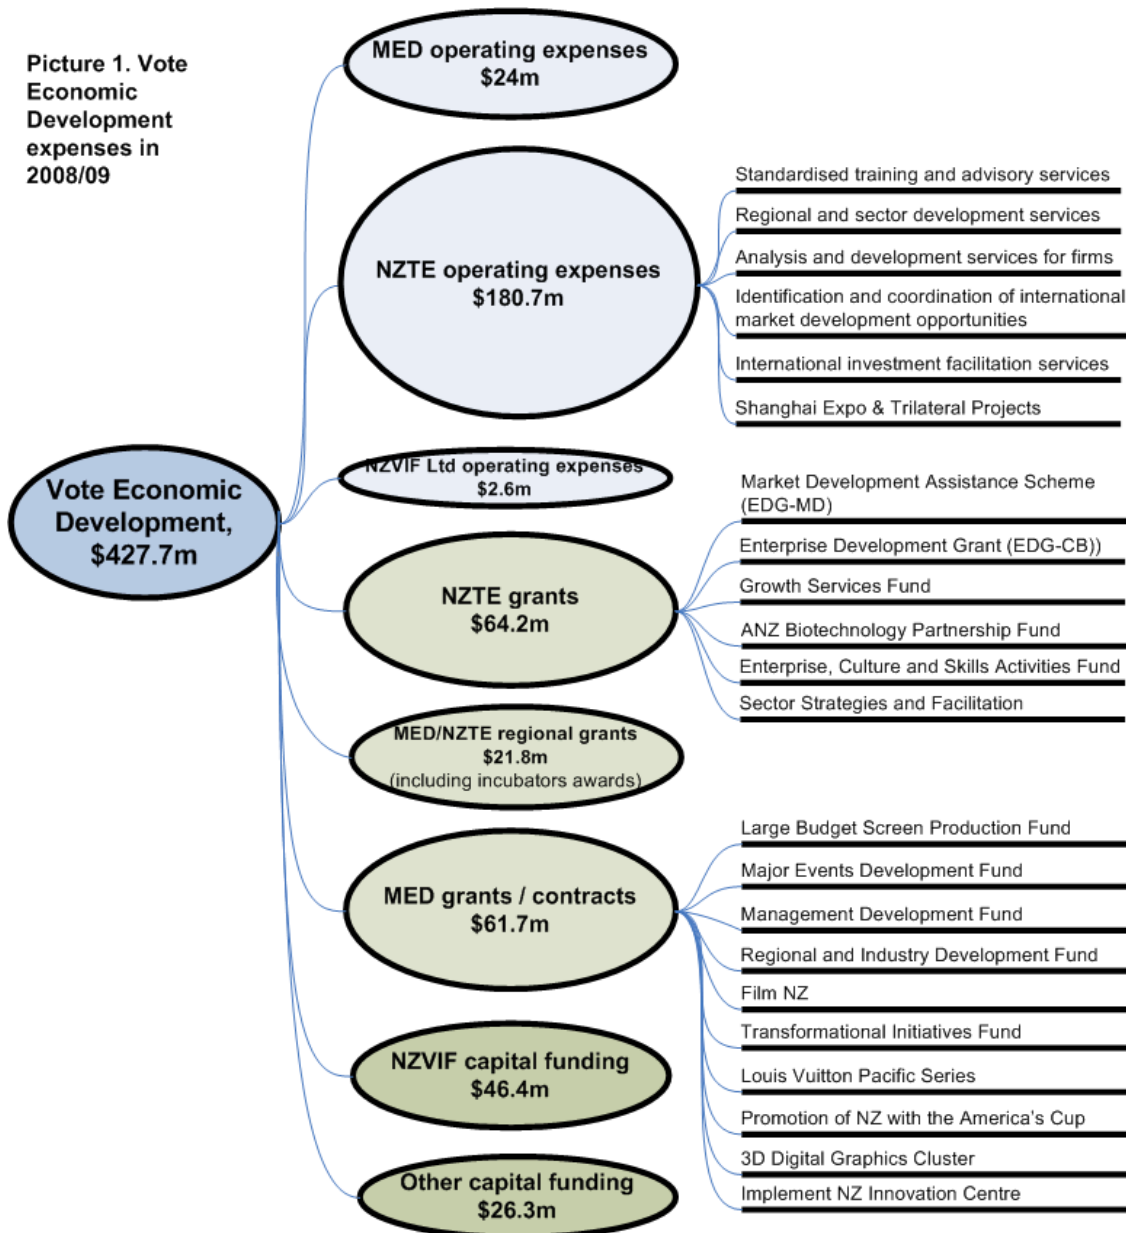 Picture 1. Vote
Economic
Development
expenses in
2008/09
Vote Economic
Development,
$427.7m
MED operating expenses
$24m
NZTE operating expenses
$180.7m
Standardised training and advisory services
Regional and sector development services
Analysis and development services for firms
Identification and coordination of international
market development opportunities
International investment facilitation services
Shanghai Expo & Trilateral Projects
NZVIF Ltd operating expenses
$2.6m
NZTE grants
$64.2m
Market Development Assistance Scheme
(EDG-MD)
Enterprise Development Grant (EDG-CB))
Growth Services Fund
ANZ Biotechnology Partnership Fund
Enterprise, Culture and Skills Activities Fund
Sector Strategies and Facilitation
MED/NZTE regional grants
$21.8m
(including incubators awards)
MED grants / contracts
$61.7m
Large Budget Screen Production Fund
Major Events Development Fund
Management Development Fund
Regional and Industry Development Fund
Film NZ
Transformational Initiatives Fund
Louis Vuitton Pacific Series
Promotion of NZ with the America's Cup
3D Digital Graphics Cluster
Implement NZ Innovation Centre
NZVIF capital funding
$46.4m
Other capital funding
$26.3m